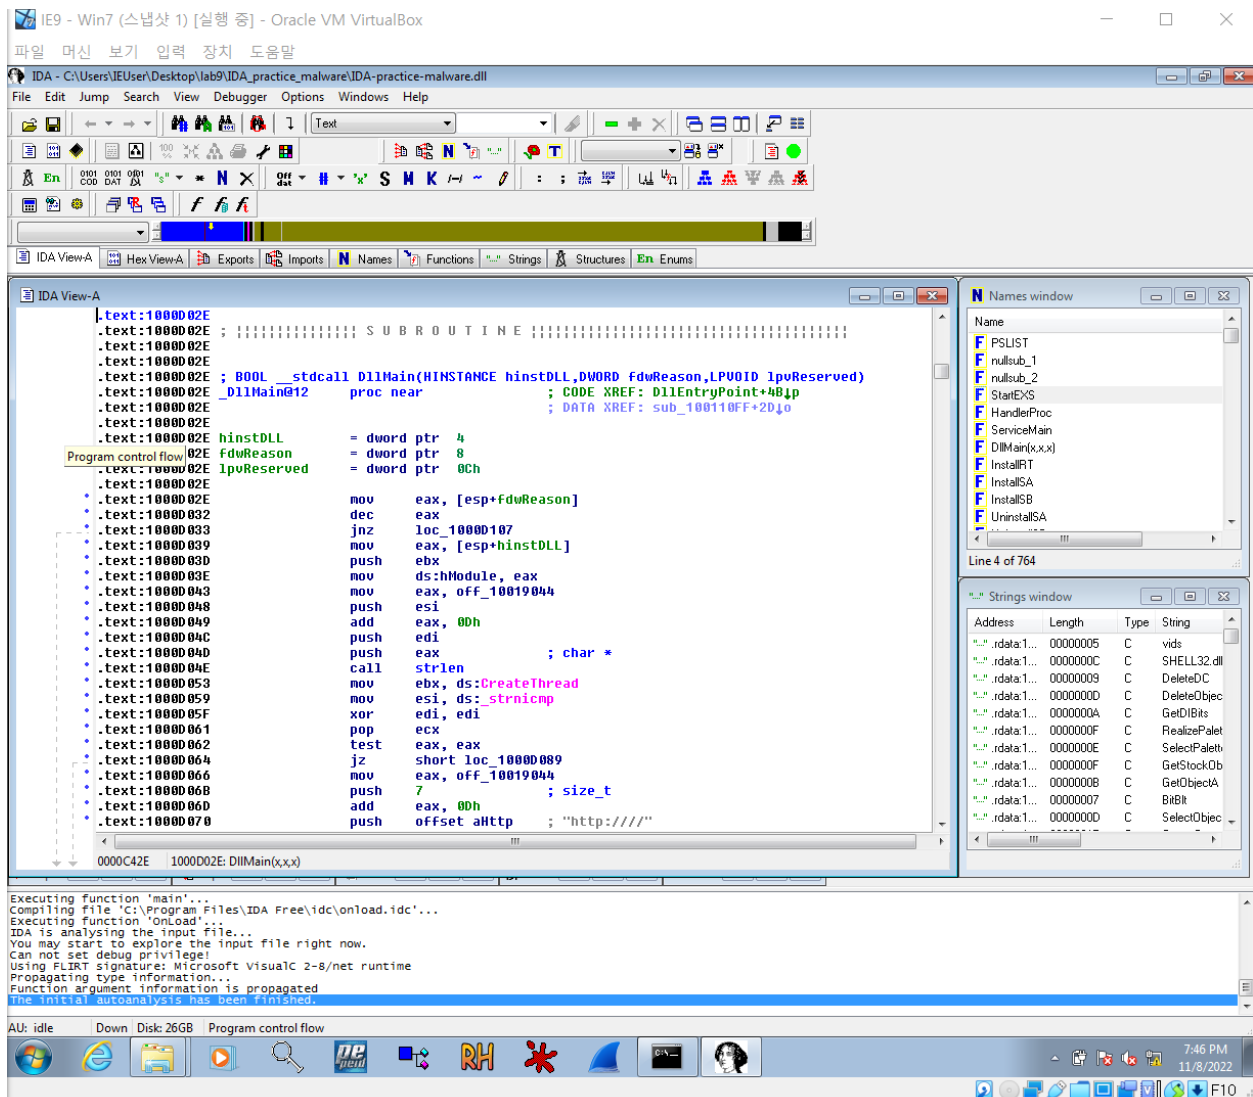 IE9 - Win7 (스냅샷 1) [실행 중] - Oracle VM VirtualBox
파일 머신 보기 입력 장치 도움말
IDA - C:\Users\IEUser\Desktop\lab9\IDA_practice_malware\IDA-practice-malware.dll
File Edit Jump Search View Debugger Options Windows Help
Text
En
IDA View-A Hex View-A Exports Imports N Names Functions "..." Strings Structures En Enums
IDA View-A
.text:1000D02E
.text:1000D02E ; ¦¦¦¦¦¦¦¦¦¦¦¦¦¦¦ S U B R O U T I N E ¦¦¦¦¦¦¦¦¦¦¦¦¦¦¦¦¦¦¦¦¦¦¦¦¦¦¦¦¦¦¦¦¦¦¦¦¦¦¦
.text:1000D02E
.text:1000D02E
.text:1000D02E ; BOOL __stdcall DllMain(HINSTANCE hinstDLL,DWORD fdwReason,LPVOID lpvReserved)
.text:1000D02E _DllMain@12 proc near ; CODE XREF: DllEntryPoint+4B↓p
.text:1000D02E ; DATA XREF: sub_100110FF+2D↓o
.text:1000D02E
.text:1000D02E hinstDLL = dword ptr 4
Program control flow 02E fdwReason = dword ptr 8
.text:1000D02E lpvReserved = dword ptr 0Ch
.text:1000D02E
.text:1000D02E mov eax, [esp+fdwReason]
.text:1000D032 dec eax
.text:1000D033 jnz loc_1000D107
.text:1000D039 mov eax, [esp+hinstDLL]
.text:1000D03D push ebx
.text:1000D03E mov ds:hModule, eax
.text:1000D043 mov eax, off_10019044
.text:1000D048 push esi
.text:1000D049 add eax, 0Dh
.text:1000D04C push edi
.text:1000D04D push eax ; char *
.text:1000D04E call strlen
.text:1000D053 mov ebx, ds:CreateThread
.text:1000D059 mov esi, ds:_strnicmp
.text:1000D05F xor edi, edi
.text:1000D061 pop ecx
.text:1000D062 test eax, eax
.text:1000D064 jz short loc_1000D089
.text:1000D066 mov eax, off_10019044
.text:1000D06B push 7 ; size_t
.text:1000D06D add eax, 0Dh
.text:1000D070 push offset aHttp ; "http:////"
0000C42E 1000D02E: DllMain(x,x,x)
N Names window
Name
F PSLIST
F nullsub_1
F nullsub_2
F StartEXS
F HandlerProc
F ServiceMain
F DllMain(x,x,x)
F InstallRT
F InstallSA
F InstallSB
F UninstallSA
Line 4 of 764
"..." Strings window
Address Length Type String
"..." .rdata:1... 00000005 C vids
"..." .rdata:1... 0000000C C SHELL32.dll
"..." .rdata:1... 00000009 C DeleteDC
"..." .rdata:1... 0000000D C DeleteObjec
"..." .rdata:1... 0000000A C GetDIBits
"..." .rdata:1... 0000000F C RealizePalet
"..." .rdata:1... 0000000E C SelectPalett
"..." .rdata:1... 0000000F C GetStockOb
"..." .rdata:1... 0000000B C GetObjectA
"..." .rdata:1... 00000007 C BitBlt
"..." .rdata:1... 0000000D C SelectObjec
Executing function 'main'...
Compiling file 'C:\Program Files\IDA Free\idc\onload.idc'...
Executing function 'OnLoad'...
IDA is analysing the input file...
You may start to explore the input file right now.
Can not set debug privilege!
Using FLIRT signature: Microsoft VisualC 2-8/net runtime
Propagating type information...
Function argument information is propagated
The initial autoanalysis has been finished.
AU: idle Down Disk: 26GB Program control flow
7:46 PM
11/8/2022
F10